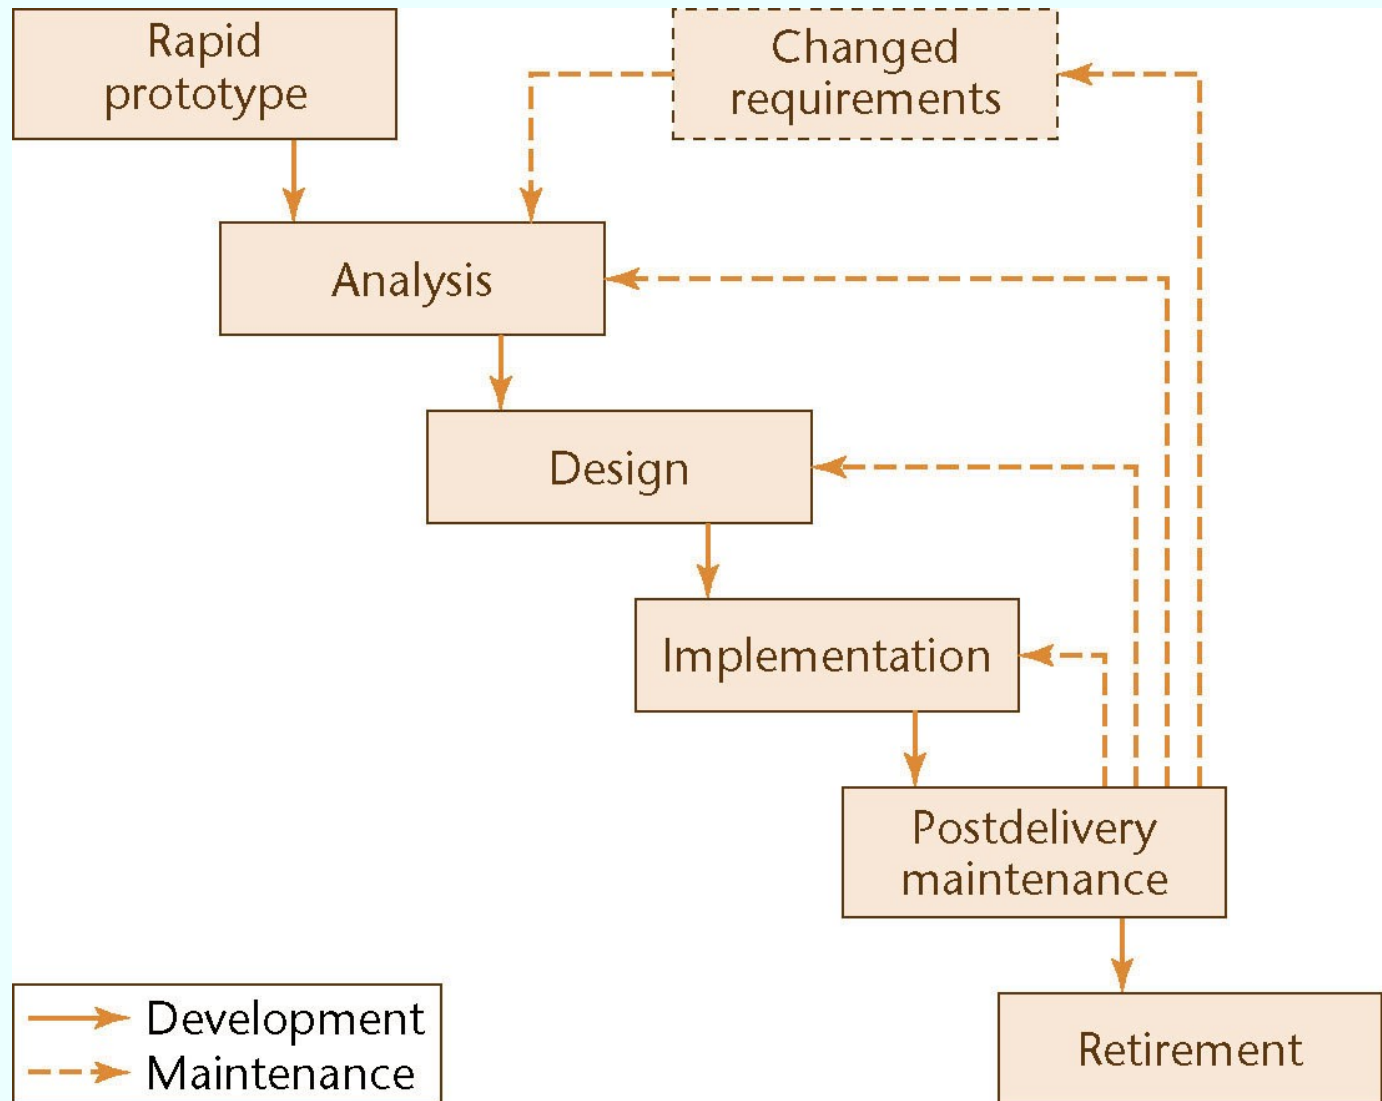 Rapid
prototype
Changed
requirements
Analysis
Design
Implementation
Postdelivery
maintenance
Retirement
Development
Maintenance